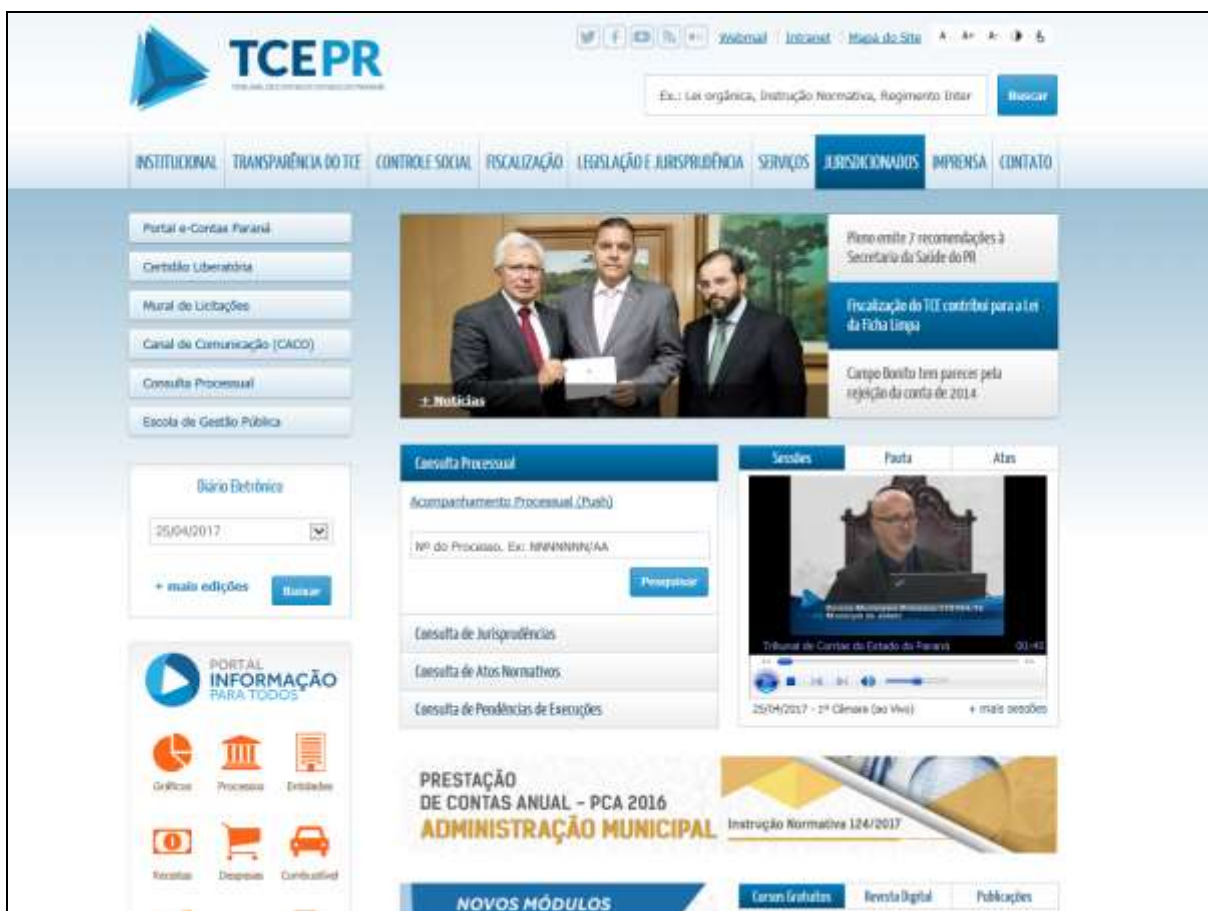 TCEPR
Webmail
Intranet
Mapa do Site
A A+ A-
Ex.: Lei orgânica, Instrução Normativa, Regimento Inter
Buscar
INSTITUCIONAL
TRANSPARÊNCIA DO TCE
CONTROLE SOCIAL
FISCALIZAÇÃO
LEGISLAÇÃO E JURISPRUDÊNCIA
SERVIÇOS
JURISDICIONADOS
IMPRENSA
CONTATO
Portal e-Contas Paraná
Certidão Liberatória
Mural de Licitações
Canal de Comunicação (CACO)
Consulta Processual
Escola de Gestão Pública
+ Notícias
Pleno emite 7 recomendações à
Secretaria da Saúde do PR
Fiscalização do TCE contribui para a Lei
da Ficha Limpa
Campo Bonito tem parecer pela
rejeição da conta de 2014
Diário Eletrônico
25/04/2017
+ mais edições
Buscar
Consulta Processual
Acompanhamento Processual (Push)
Nº do Processo. Ex: NNNNNNN/AA
Pesquisar
Consulta de Jurisprudências
Consulta de Atos Normativos
Consulta de Pendências de Execuções
Sessões
Pauta
Atas
Tribunal de Contas do Estado do Paraná
25/04/2017 - 1ª Câmara (ao Vivo)
+ mais sessões
PORTAL
INFORMAÇÃO
PARA TODOS
Gráficos
Processos
Entidades
Receitas
Despesas
Combustível
PRESTAÇÃO
DE CONTAS ANUAL – PCA 2016
ADMINISTRAÇÃO MUNICIPAL
Instrução Normativa 124/2017
NOVOS MÓDULOS
Cursos Gratuitos
Revista Digital
Publicações